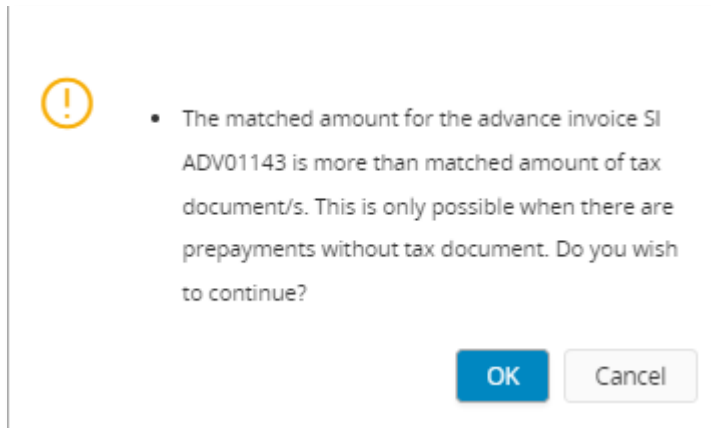 • The matched amount for the advance invoice SI
ADV01143 is more than matched amount of tax
document/s. This is only possible when there are
prepayments without tax document. Do you wish
to continue?
OK Cancel